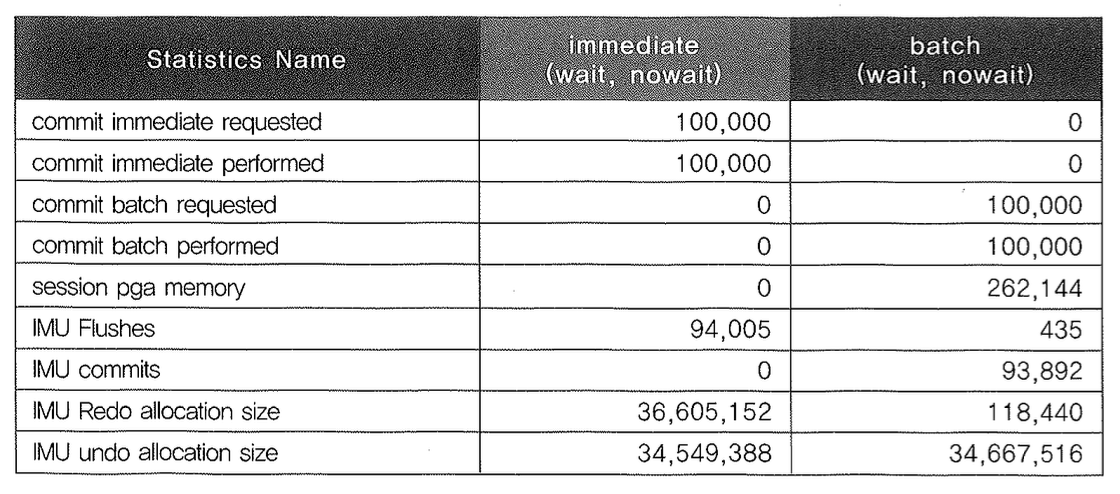 Statistics Name immediate (wait, nowait) batch (wait, nowait)
commit immediate requested 100,000 0
commit immediate performed 100,000 0
commit batch requested 0 100,000
commit batch performed 0 100,000
session pga memory 0 262,144
IMU Flushes 94,005 435
IMU commits 0 93,892
IMU Redo allocation size 36,605,152 118,440
IMU undo allocation size 34,549,388 34,667,516